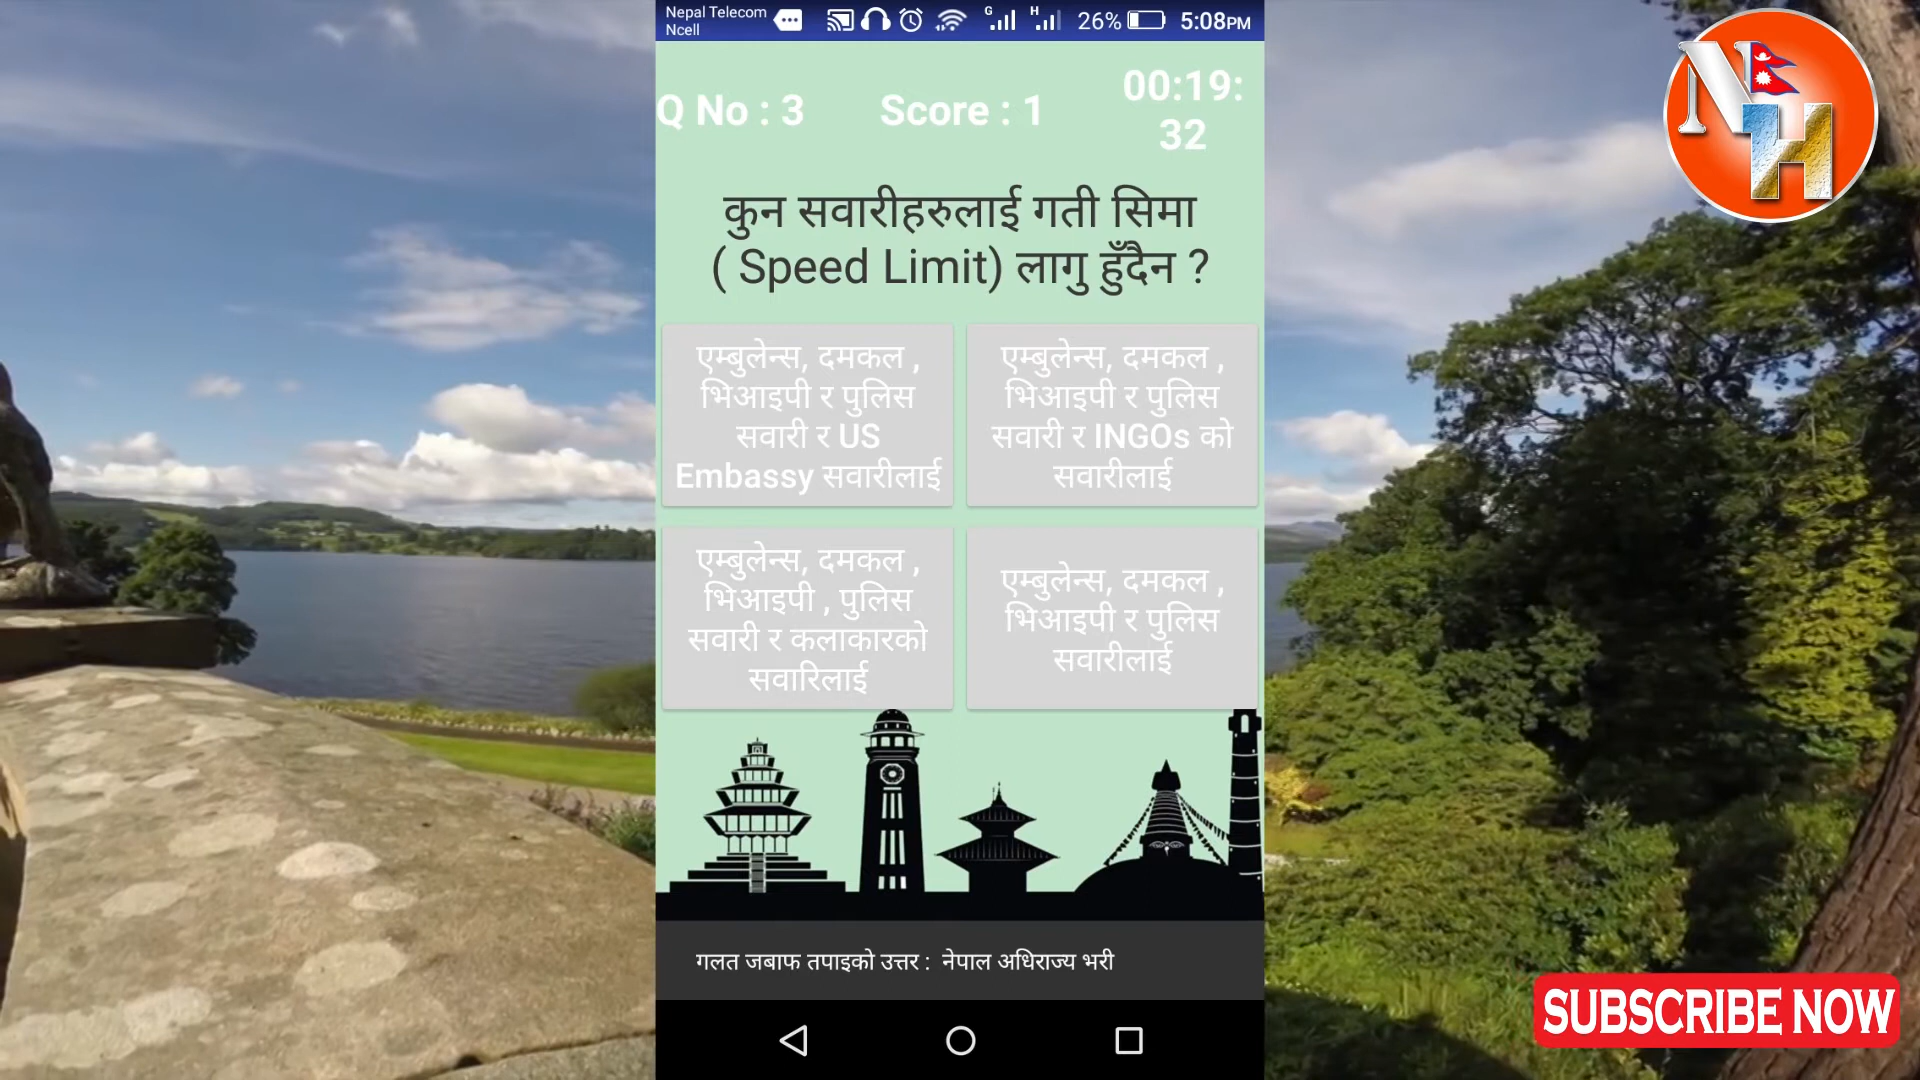 Nepal Telecom
Ncell
G
H
26%
5:08PM
Q No : 3
Score : 1
00:19:
32
कुन सवारीहरुलाई गती सिमा
( Speed Limit) लागु हुँदैन ?
एम्बुलेन्स, दमकल ,
भिआइपी र पुलिस
सवारी र US
Embassy सवारीलाई
एम्बुलेन्स, दमकल ,
भिआइपी र पुलिस
सवारी र INGOs को
सवारीलाई
एम्बुलेन्स, दमकल ,
भिआइपी , पुलिस
सवारी र कलाकारको
सवारिलाई
एम्बुलेन्स, दमकल ,
भिआइपी र पुलिस
सवारीलाई
गलत जबाफ तपाइको उत्तर : नेपाल अधिराज्य भरी
NH
SUBSCRIBE NOW